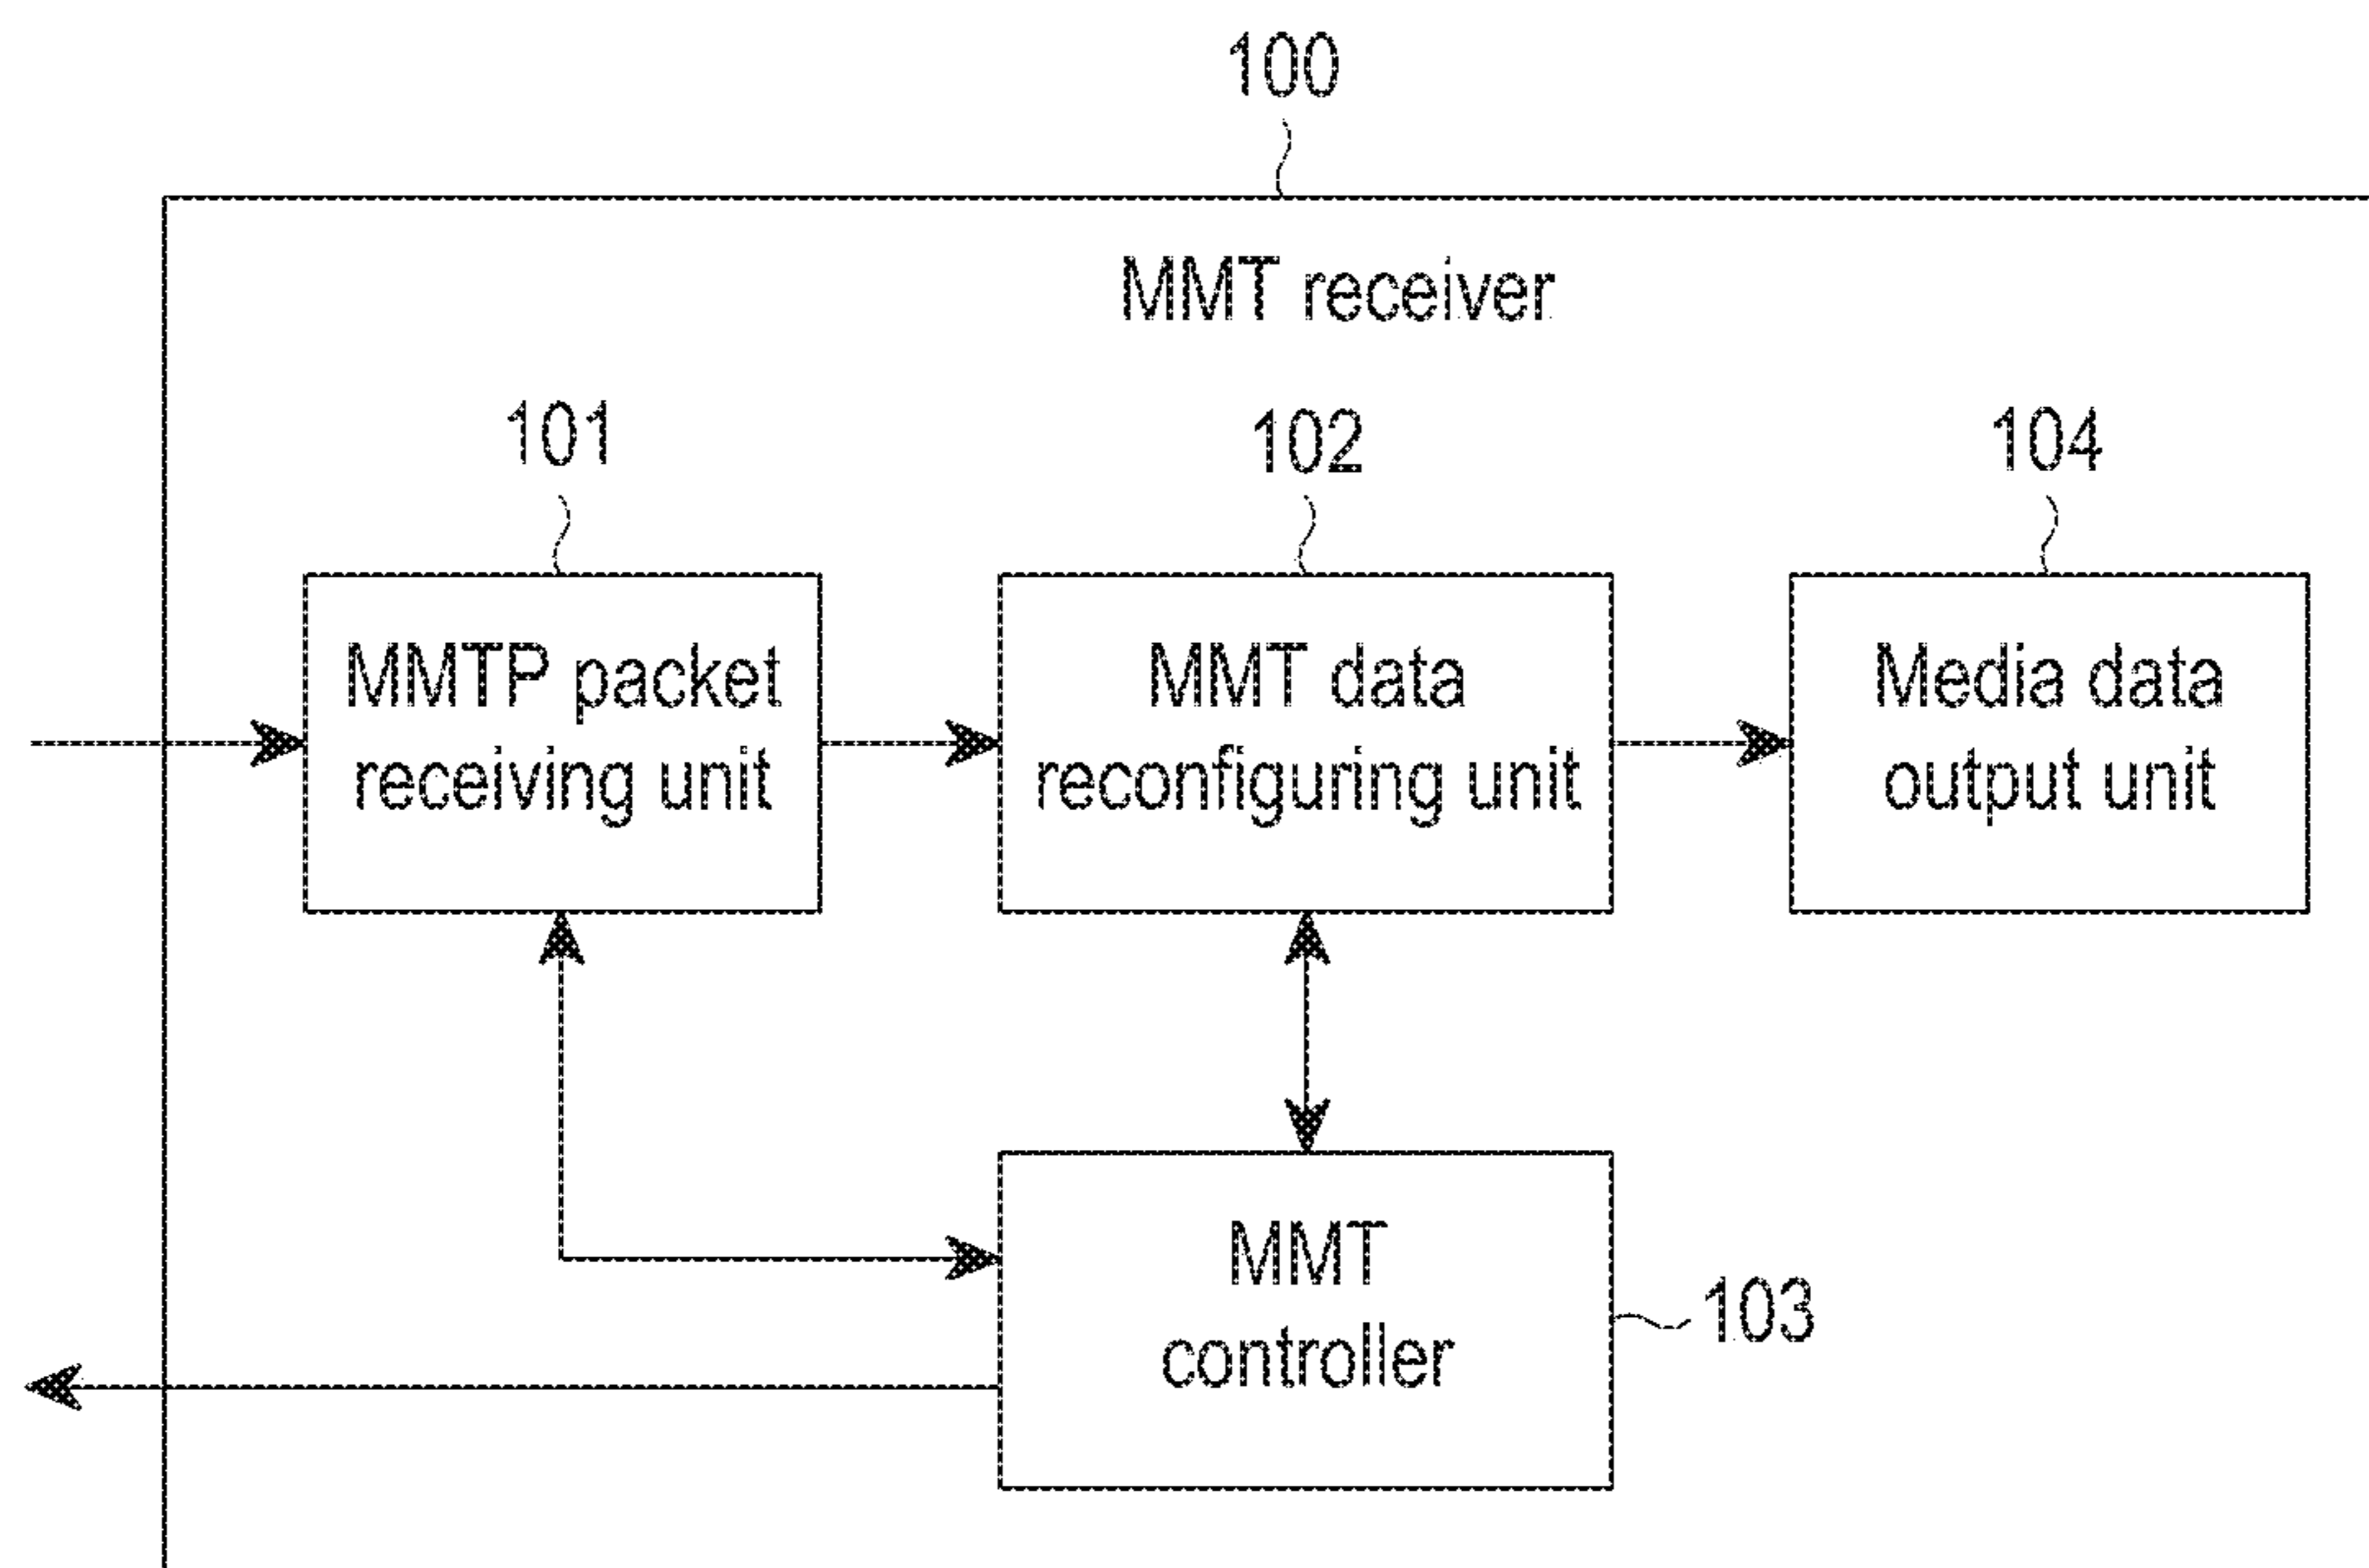 100
MMT receiver
101
102
104
MMTP packet
receiving unit
MMT data
reconfiguring unit
Media data
output unit
MMT
controller
103